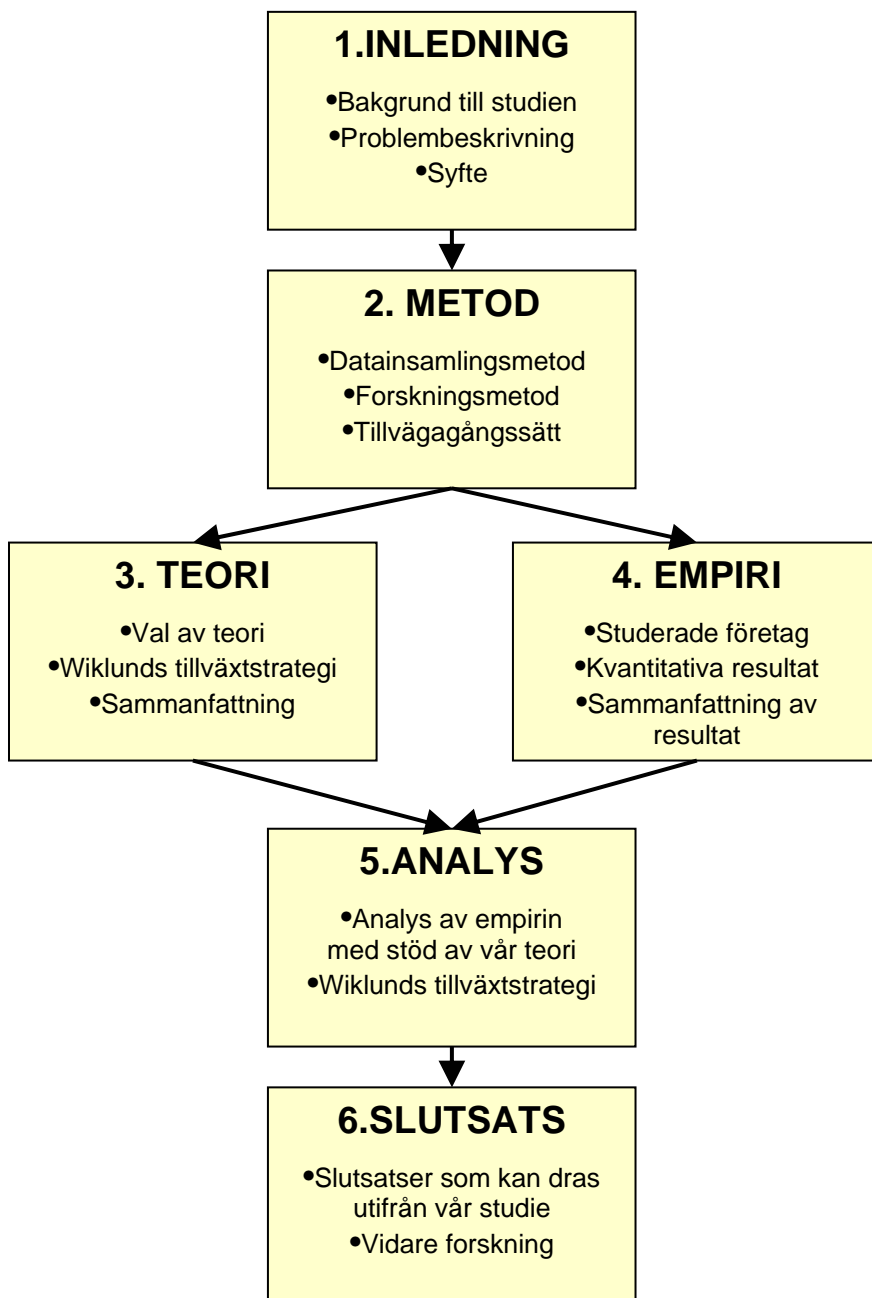 1.INLEDNING
•Bakgrund till studien
•Problembeskrivning
•Syfte
2. METOD
•Datainsamlingsmetod
•Forskningsmetod
•Tillvägagångssätt
3. TEORI
•Val av teori
•Wiklunds tillväxtstrategi
•Sammanfattning
4. EMPIRI
•Studerade företag
•Kvantitativa resultat
•Sammanfattning av
resultat
5.ANALYS
•Analys av empirin
med stöd av vår teori
•Wiklunds tillväxtstrategi
6.SLUTSATS
•Slutsatser som kan dras
utifrån vår studie
•Vidare forskning